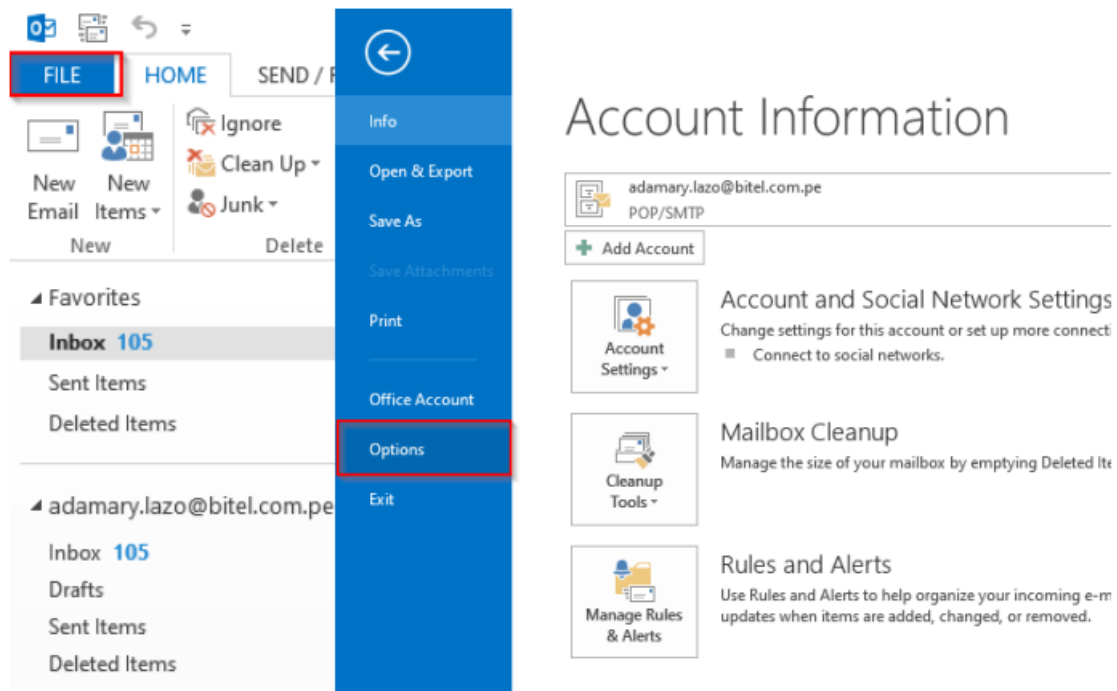 FILE
HOME
SEND /
New
Email
New
Items
Ignore
Clean Up
Junk
New
Delete
Favorites
Inbox 105
Sent Items
Deleted Items
adamary.lazo@bitel.com.pe
Inbox 105
Drafts
Sent Items
Deleted Items
Info
Open & Export
Save As
Save Attachments
Print
Office Account
Options
Exit
Account Information
adamary.lazo@bitel.com.pe
POP/SMTP
Add Account
Account
Settings
Account and Social Network Settings
Change settings for this account or set up more connecti
Connect to social networks.
Cleanup
Tools
Mailbox Cleanup
Manage the size of your mailbox by emptying Deleted Ite
Manage Rules
& Alerts
Rules and Alerts
Use Rules and Alerts to help organize your incoming e-m
updates when items are added, changed, or removed.